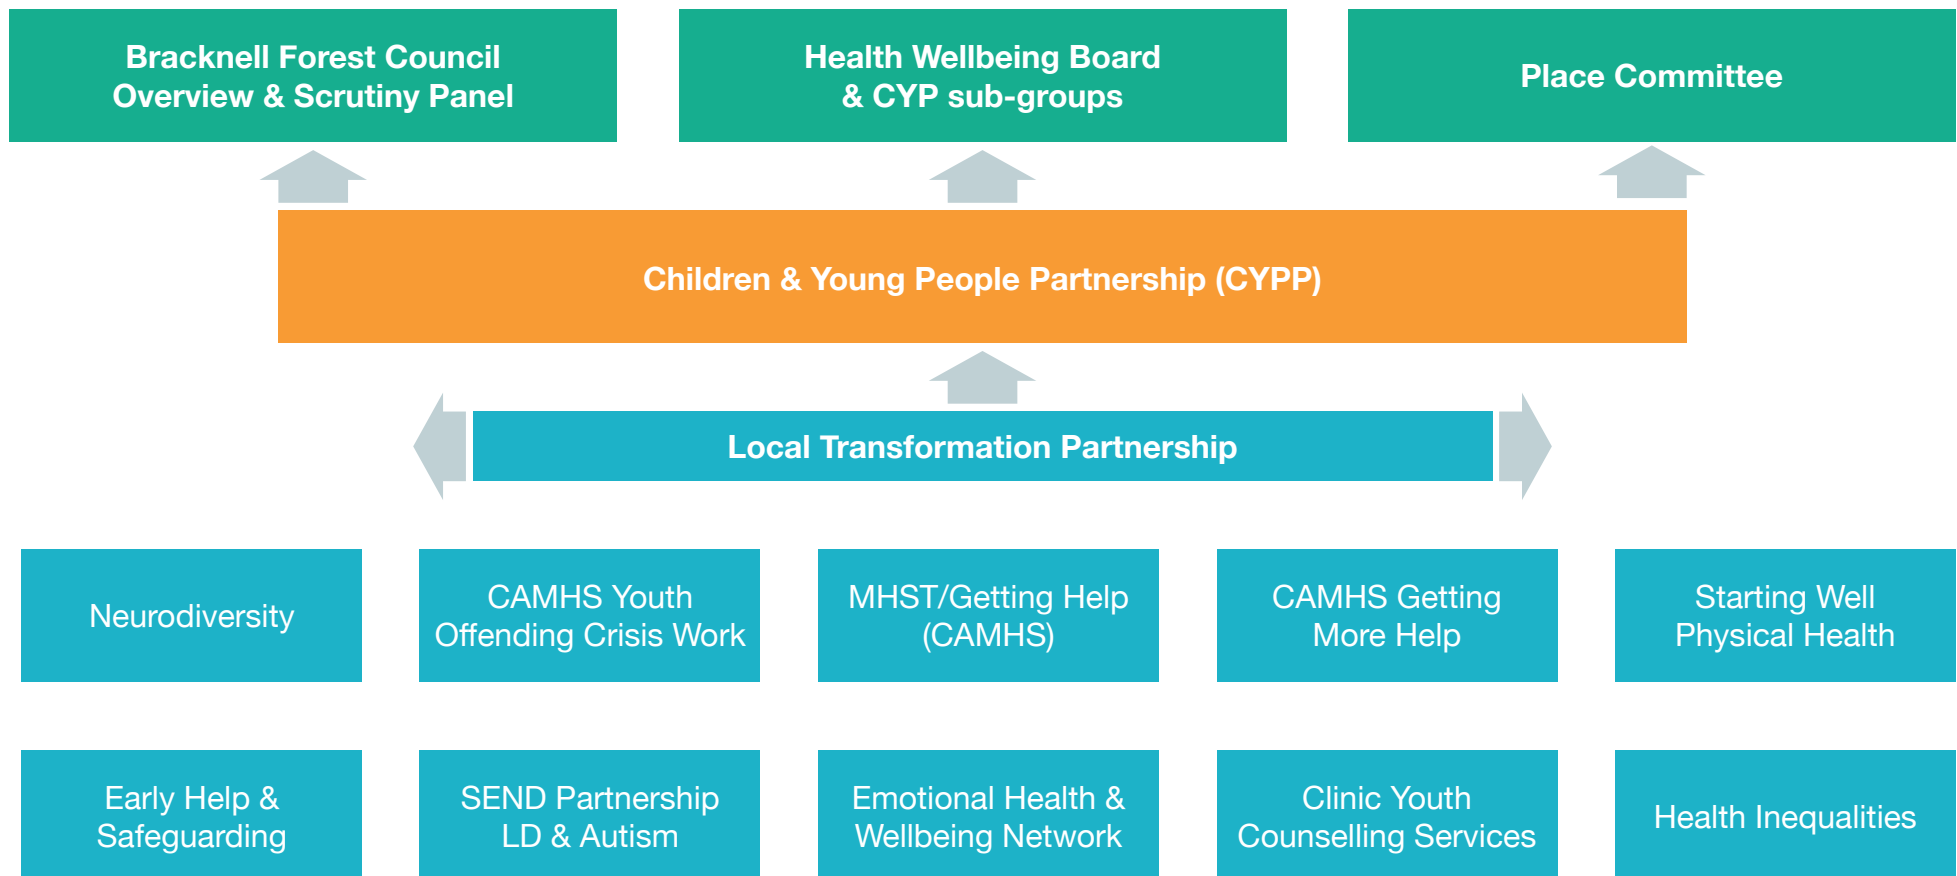 Bracknell Forest Council
Overview & Scrutiny Panel
Health Wellbeing Board
& CYP sub-groups
Place Committee
Children & Young People Partnership (CYPP)
Local Transformation Partnership
Neurodiversity
CAMHS Youth
Offending Crisis Work
MHST/Getting Help
(CAMHS)
CAMHS Getting
More Help
Starting Well
Physical Health
Early Help &
Safeguarding
SEND Partnership
LD & Autism
Emotional Health &
Wellbeing Network
Clinic Youth
Counselling Services
Health Inequalities